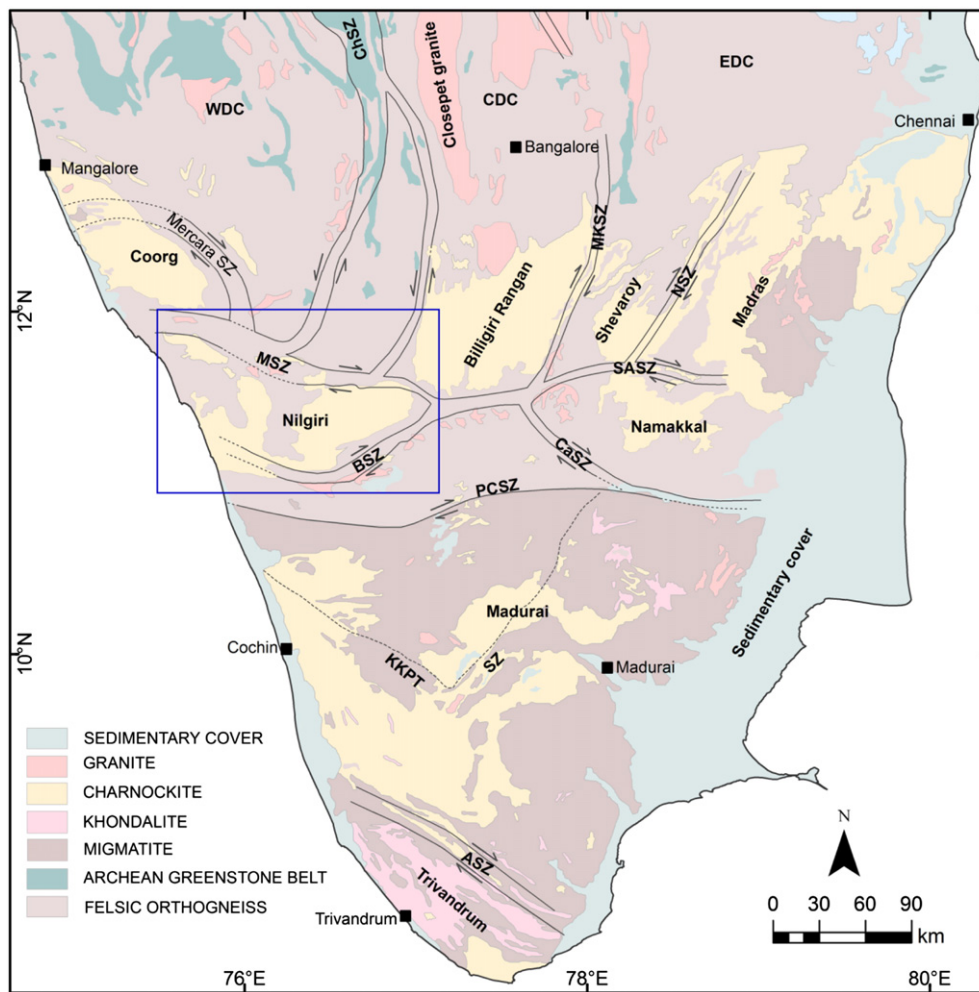 ChSZ
Closepet granite
WDC
CDC
EDC
Chennai
Bangalore
Mangalore
Mercara SZ
Coorg
12°N
MKSZ
Billigiri Rangan
Shevaroy
NSZ
Madras
MSZ
SASZ
Nilgiri
Namakkal
BSZ
CaSZ
PCSZ
Sedimentary cover
Madurai
Cochin
10°N
KKPT
SZ
Madurai
SEDIMENTARY COVER
GRANITE
CHARNOCKITE
KHONDALITE
MIGMATITE
ARCHEAN GREENSTONE BELT
FELSIC ORTHOGNEISS
ASZ
Trivandrum
Trivandrum
N
0 30 60 90
km
76°E
78°E
80°E